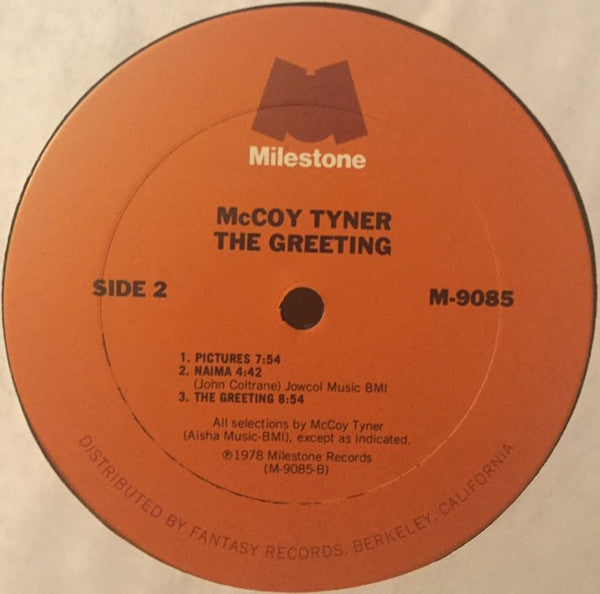 Milestone
McCOY TYNER
THE GREETING
SIDE 2
M-9085
1. PICTURES 7:54
2. NAIMA 4:42
(John Coltrane) Jowcol Music BMI
3. THE GREETING 8:54
All selections by McCoy Tyner
(Aisha Music-BMI), except as indicated.
℗1978 Milestone Records
(M-9085-B)
DISTRIBUTED BY FANTASY RECORDS, BERKELEY, CALIFORNIA